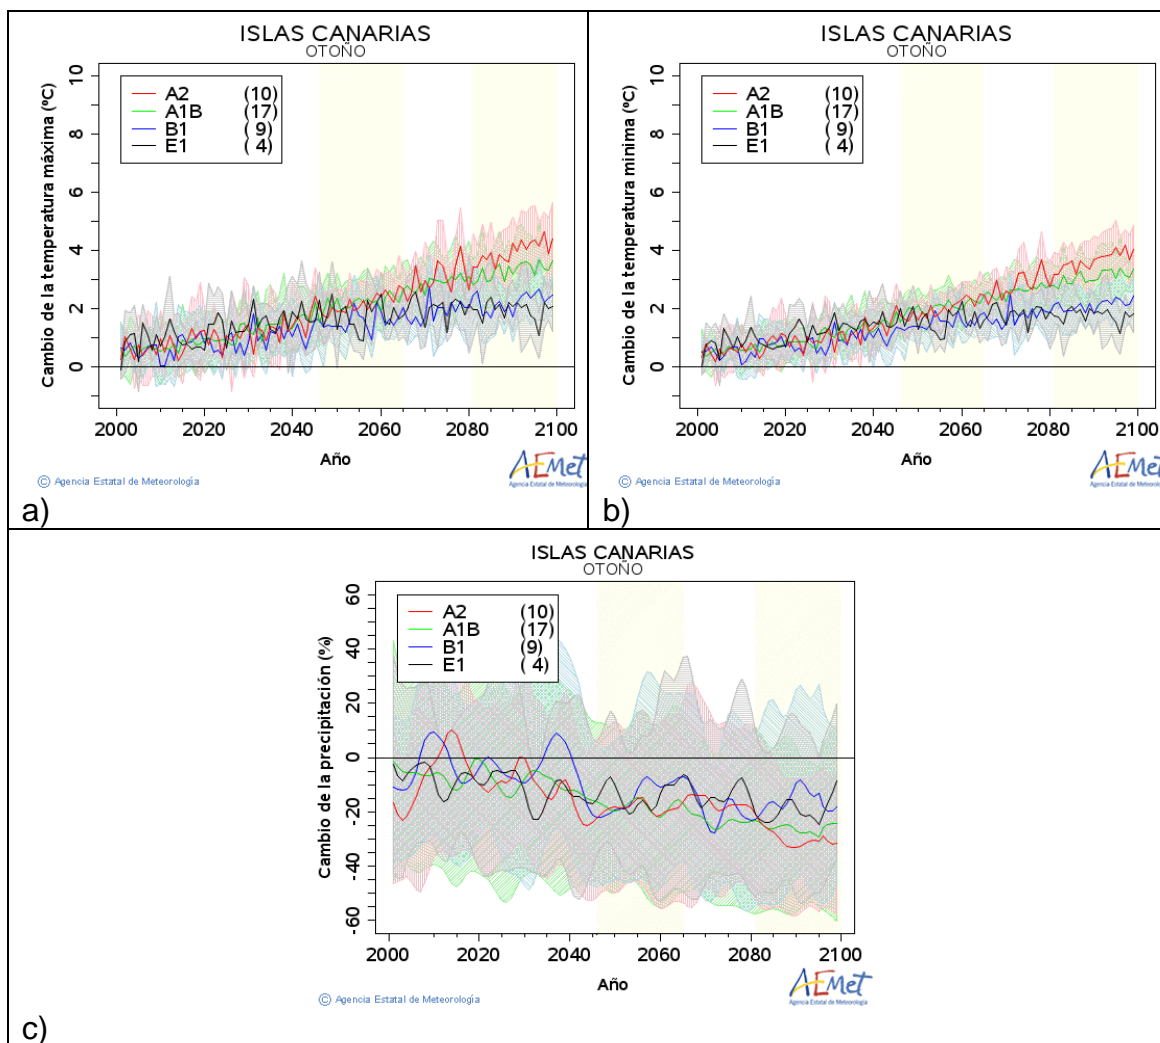 ISLAS CANARIAS
OTOÑO
Cambio de la temperatura máxima (ºC)
10
8
6
4
2
0
A2 (10)
A1B (17)
B1 ( 9)
E1 ( 4)
2000 2020 2040 2060 2080 2100
Año
© Agencia Estatal de Meteorología
AEMet
Agencia Estatal de Meteorología
a)
ISLAS CANARIAS
OTOÑO
Cambio de la temperatura mínima (ºC)
10
8
6
4
2
0
A2 (10)
A1B (17)
B1 ( 9)
E1 ( 4)
2000 2020 2040 2060 2080 2100
Año
© Agencia Estatal de Meteorología
AEMet
Agencia Estatal de Meteorología
b)
ISLAS CANARIAS
OTOÑO
Cambio de la precipitación (%)
60
40
20
0
-20
-40
-60
A2 (10)
A1B (17)
B1 (9)
E1 ( 4)
2000 2020 2040 2060 2080 2100
Año
© Agencia Estatal de Meteorología
AEMet
Agencia Estatal de Meteorología
c)